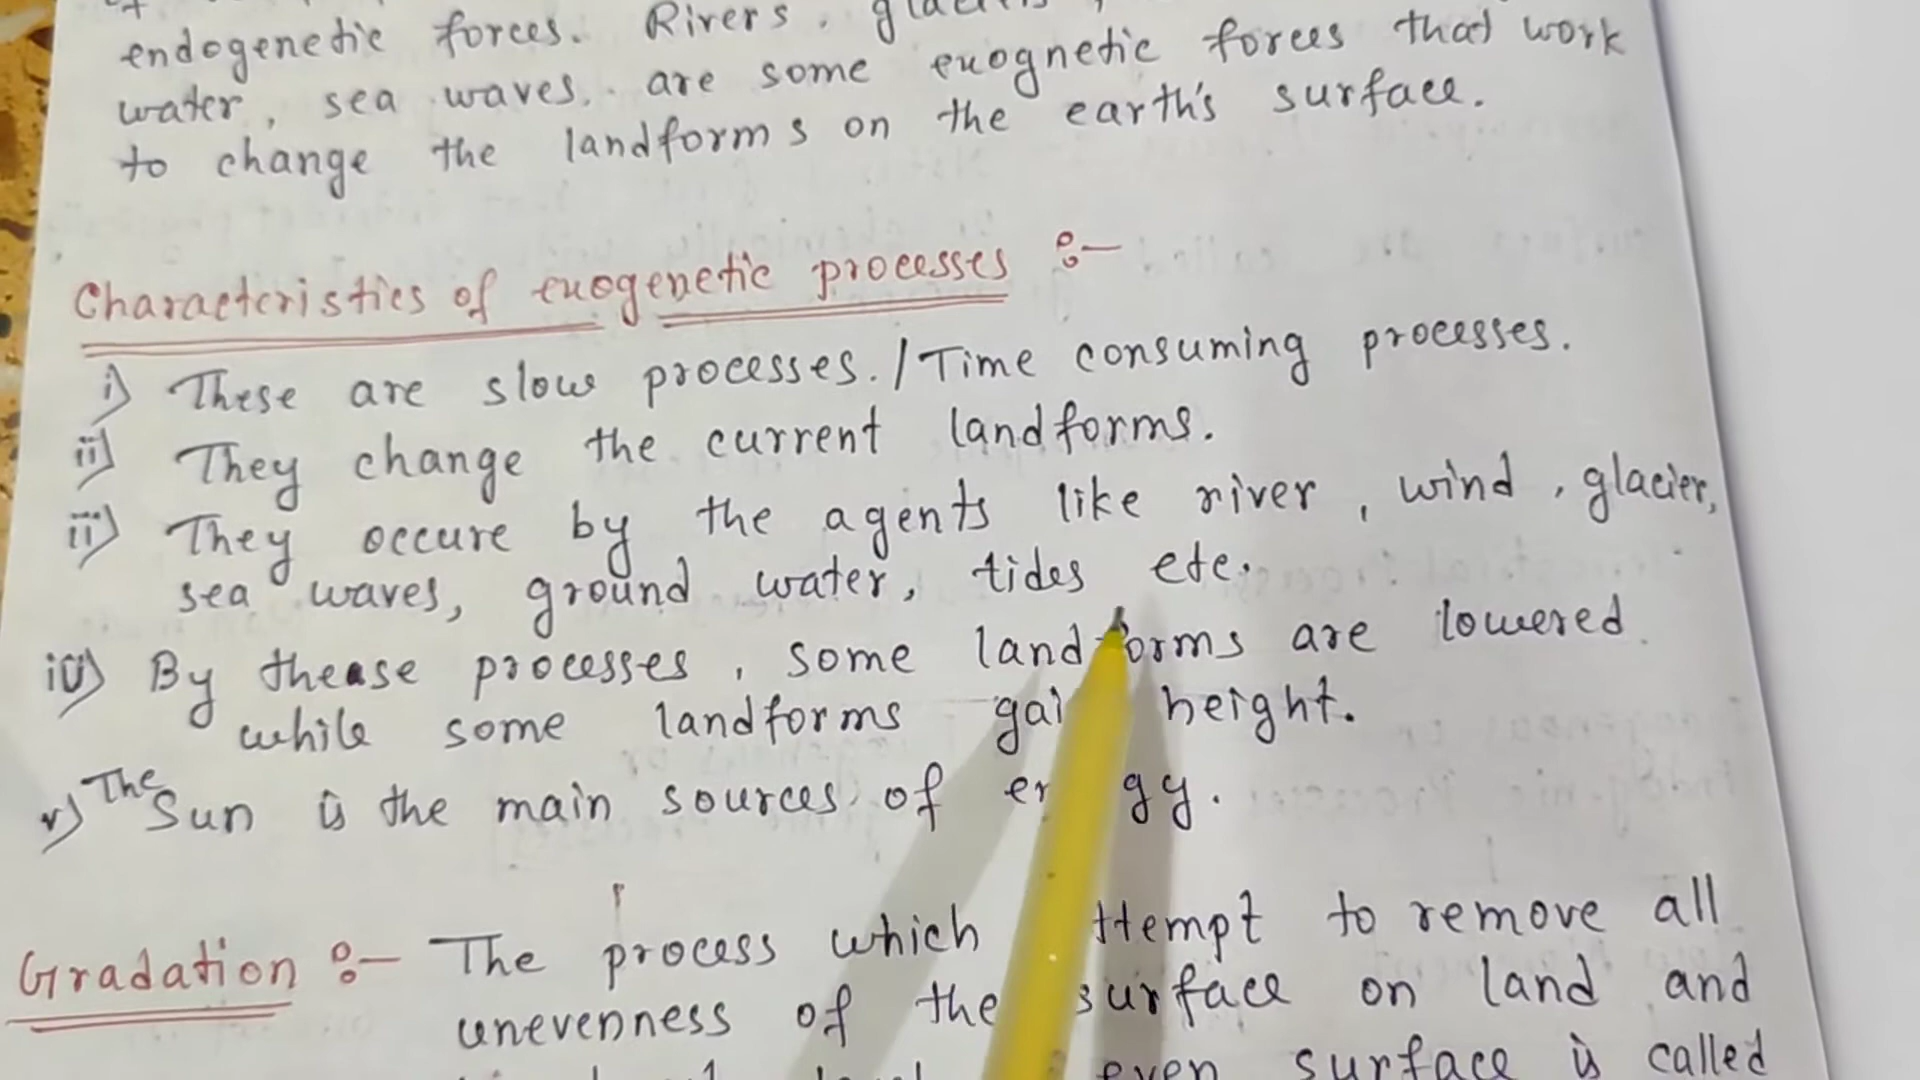 endogenetic forces. Rivers,
water, sea waves, are some exognetic forces that work
to change the landforms on the earth's surface.
Characteristics of exogenetic processes :-
i) These are slow processes. / Time consuming processes.
ii) They change the current landforms.
iii) They occure by the agents like river, wind, glacier,
sea waves, ground water, tides etc.
iv) By thease processes, some landforms are lowered
while some landforms gai height.
v) The Sun is the main sources of er gy.
Gradation :- The process which ttempt to remove all
unevenness of the surface on land and
even surface is called